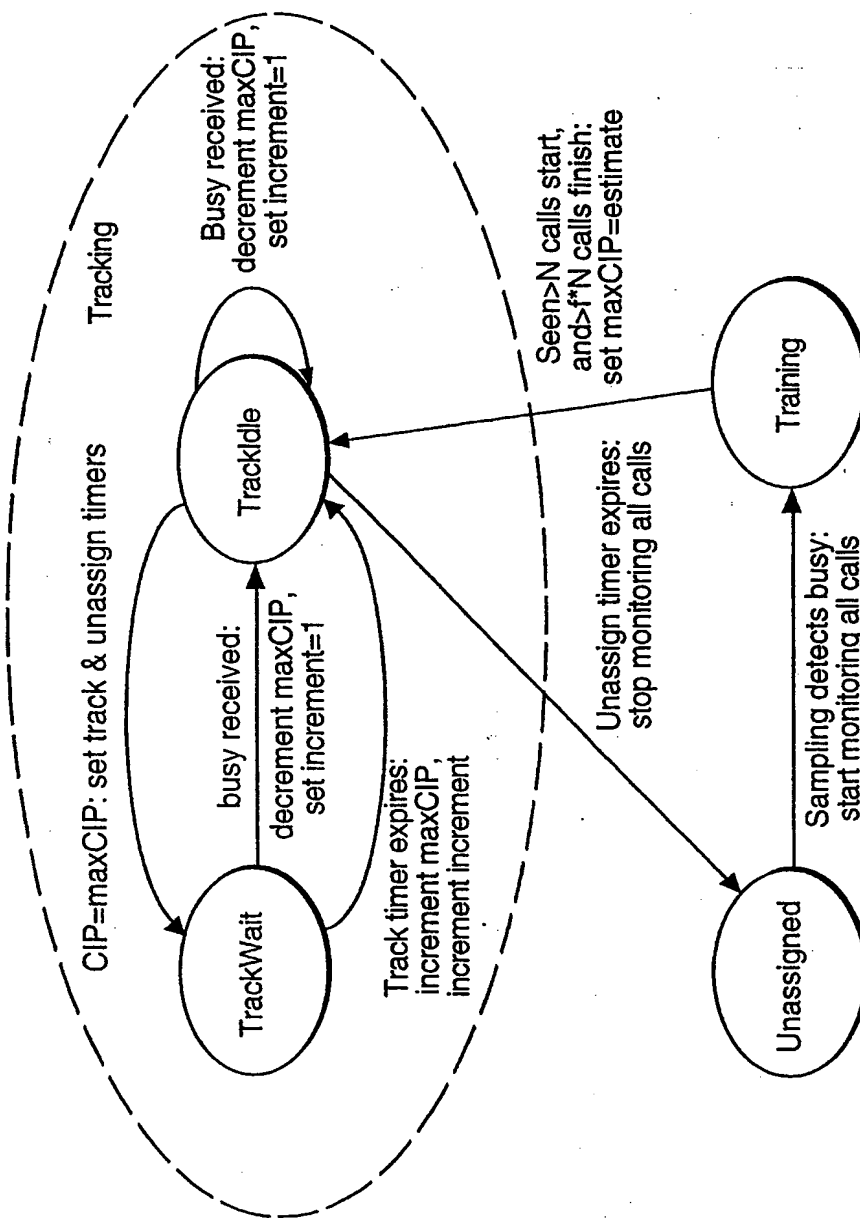 Tracking
CIP=maxCIP: set track & unassign timers
Busy received:
decrement maxCIP,
set increment=1
TrackWait
busy received:
decrement maxCIP,
set increment=1
TrackIdle
Track timer expires:
increment maxCIP,
increment increment
Unassign timer expires:
stop monitoring all calls
Seen>N calls start,
and>f*N calls finish:
set maxCIP=estimate
Unassigned
Sampling detects busy:
start monitoring all calls
Training